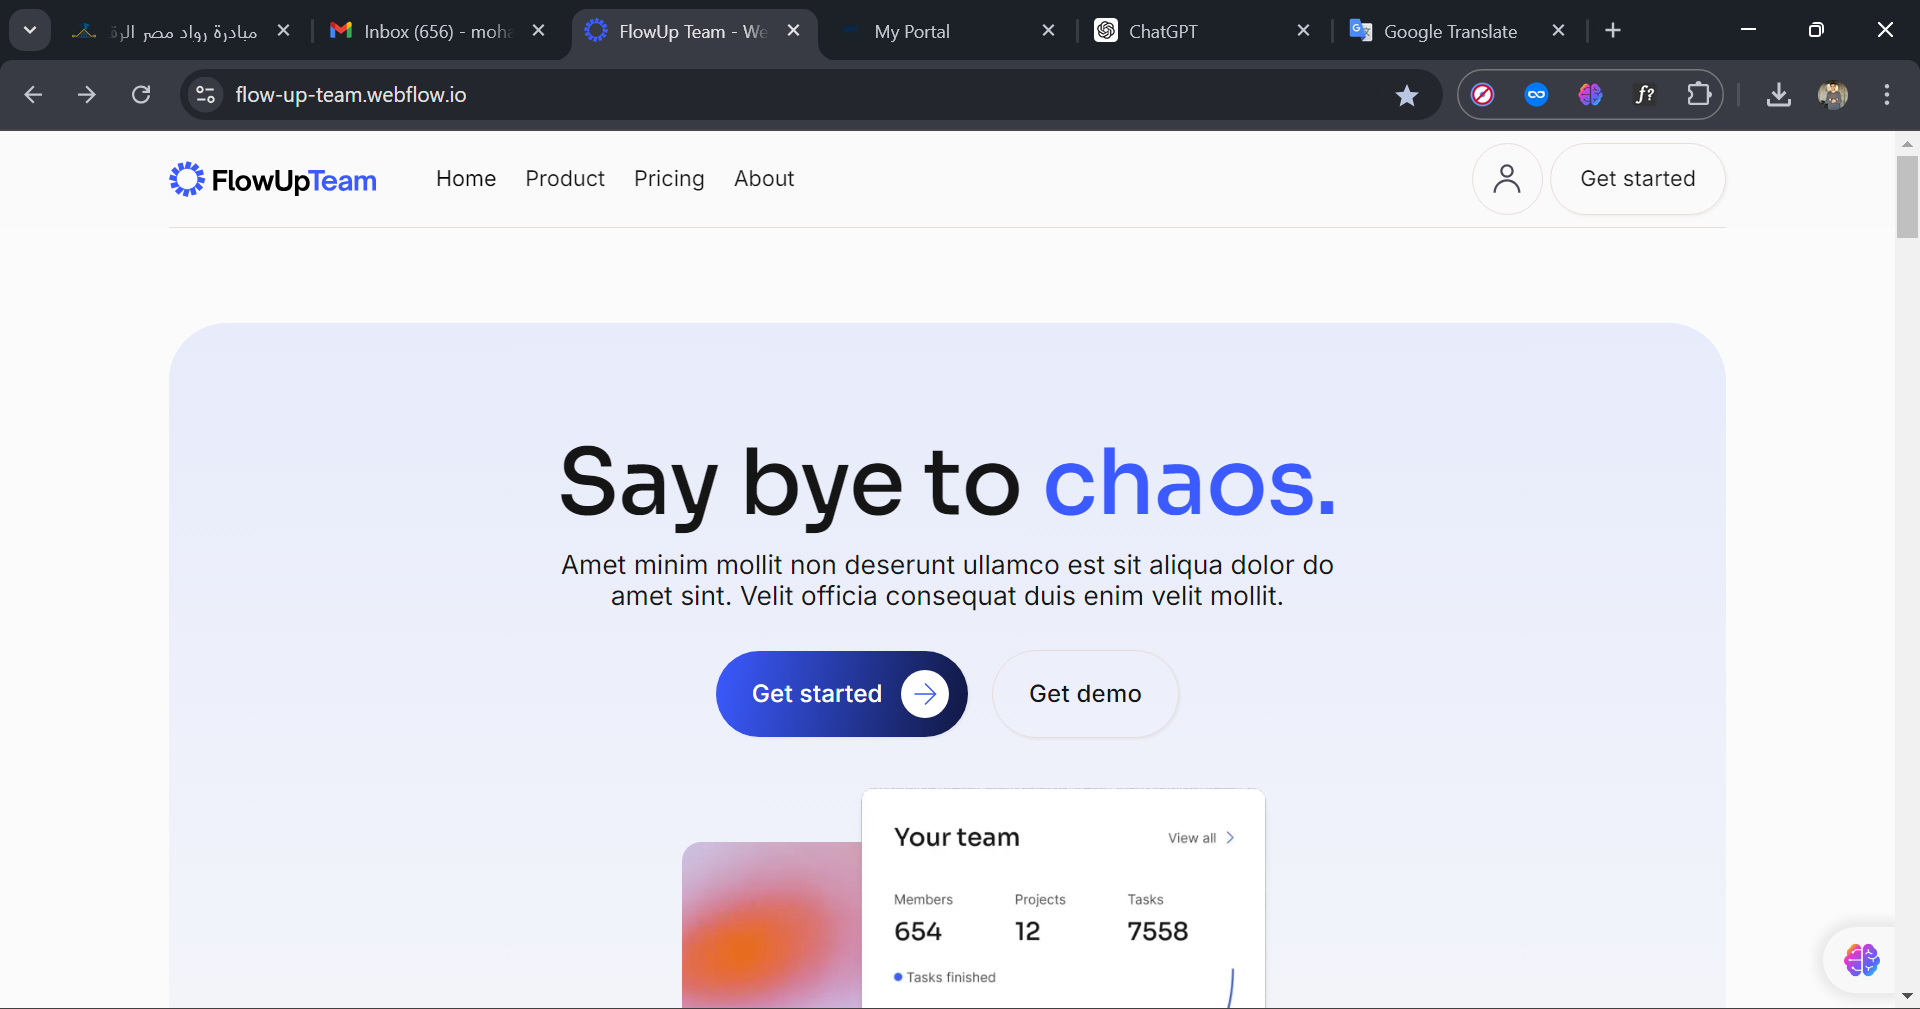 مبادرة رواد مصر الرق
Inbox (656) - moha
FlowUp Team - We
My Portal
ChatGPT
Google Translate
flow-up-team.webflow.io
f?
FlowUpTeam
Home
Product
Pricing
About
Get started
Say bye to chaos.
Amet minim mollit non deserunt ullamco est sit aliqua dolor do
amet sint. Velit officia consequat duis enim velit mollit.
Get started
Get demo
Your team
View all
Members
Projects
Tasks
654
12
7558
Tasks finished